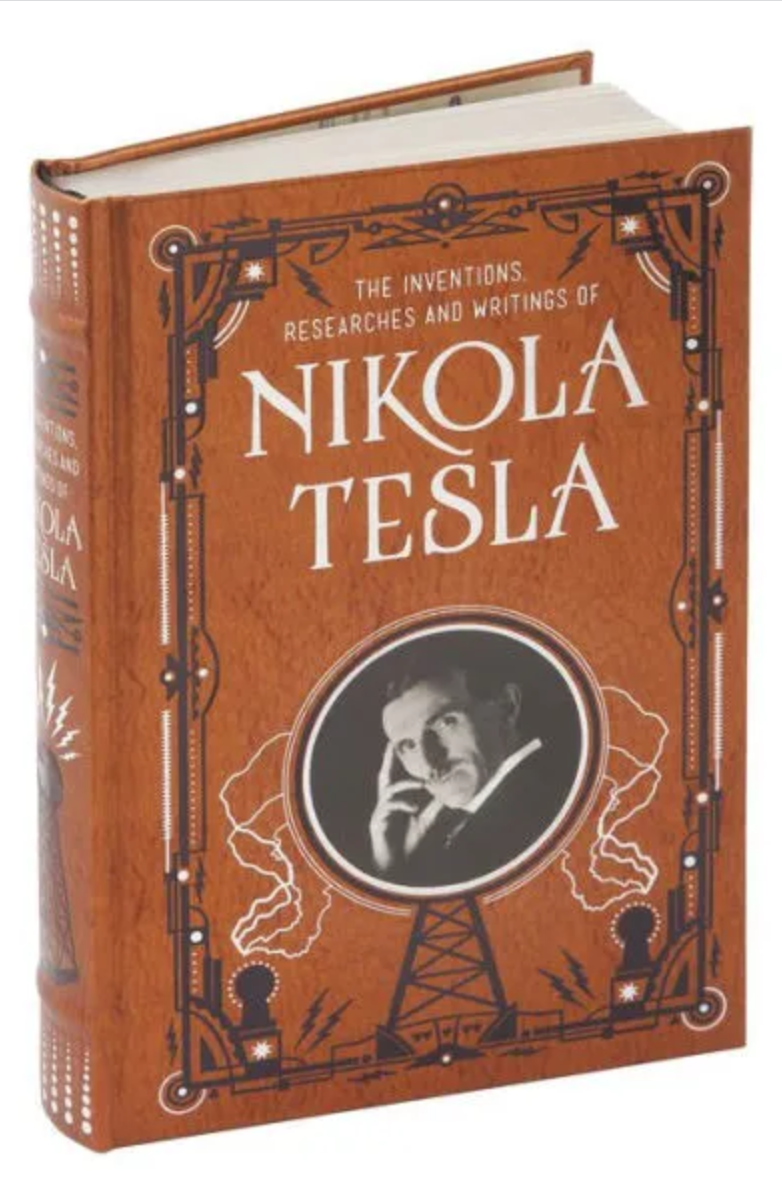 THE INVENTIONS,
RESEARCHES AND WRITINGS OF
NIKOLA
TESLA